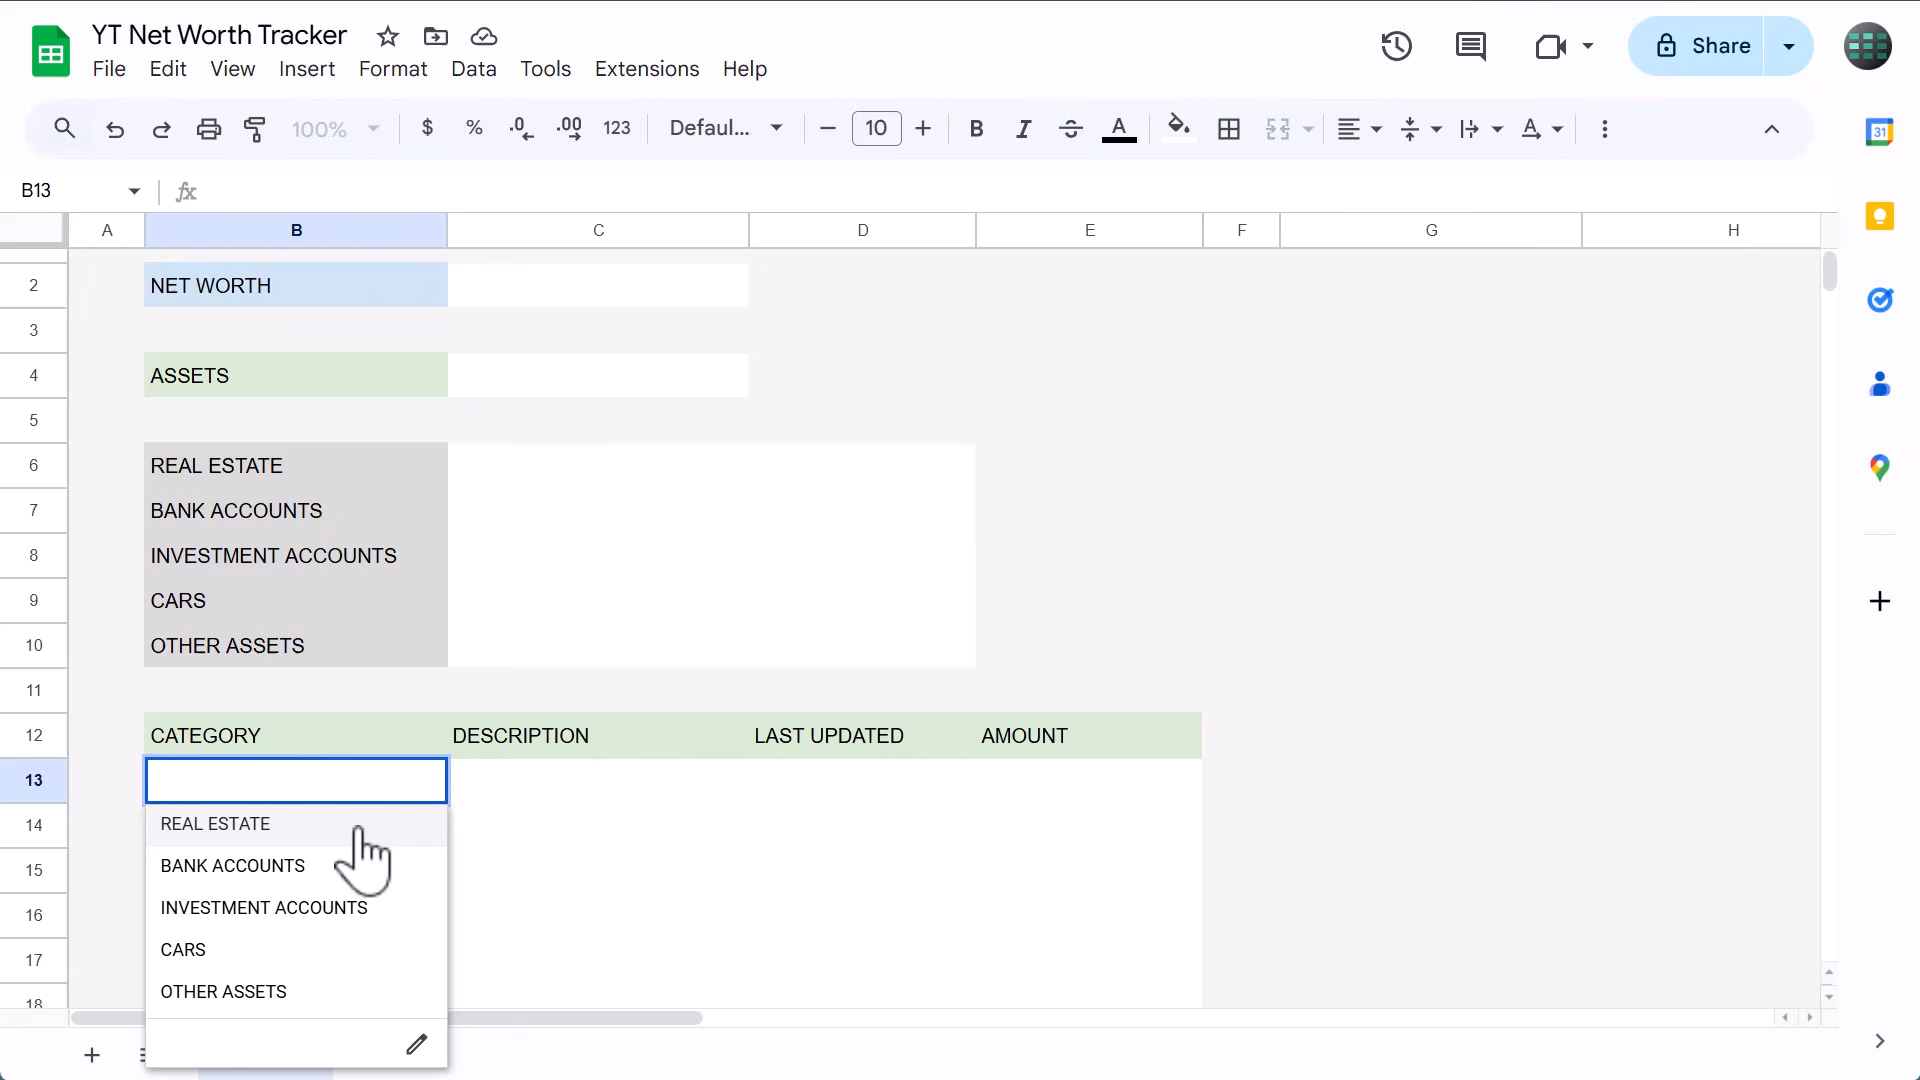 YT Net Worth Tracker
File Edit View Insert Format Data Tools Extensions Help
Share
100% $ % .0 .00 123 Defaul... 10 B I S A A
31
B13 fx
A B C D E F G H
2 NET WORTH
3
4 ASSETS
5
6 REAL ESTATE
7 BANK ACCOUNTS
8 INVESTMENT ACCOUNTS
9 CARS
10 OTHER ASSETS
11
12 CATEGORY DESCRIPTION LAST UPDATED AMOUNT
13
14 REAL ESTATE
15 BANK ACCOUNTS
16 INVESTMENT ACCOUNTS
17 CARS
18 OTHER ASSETS